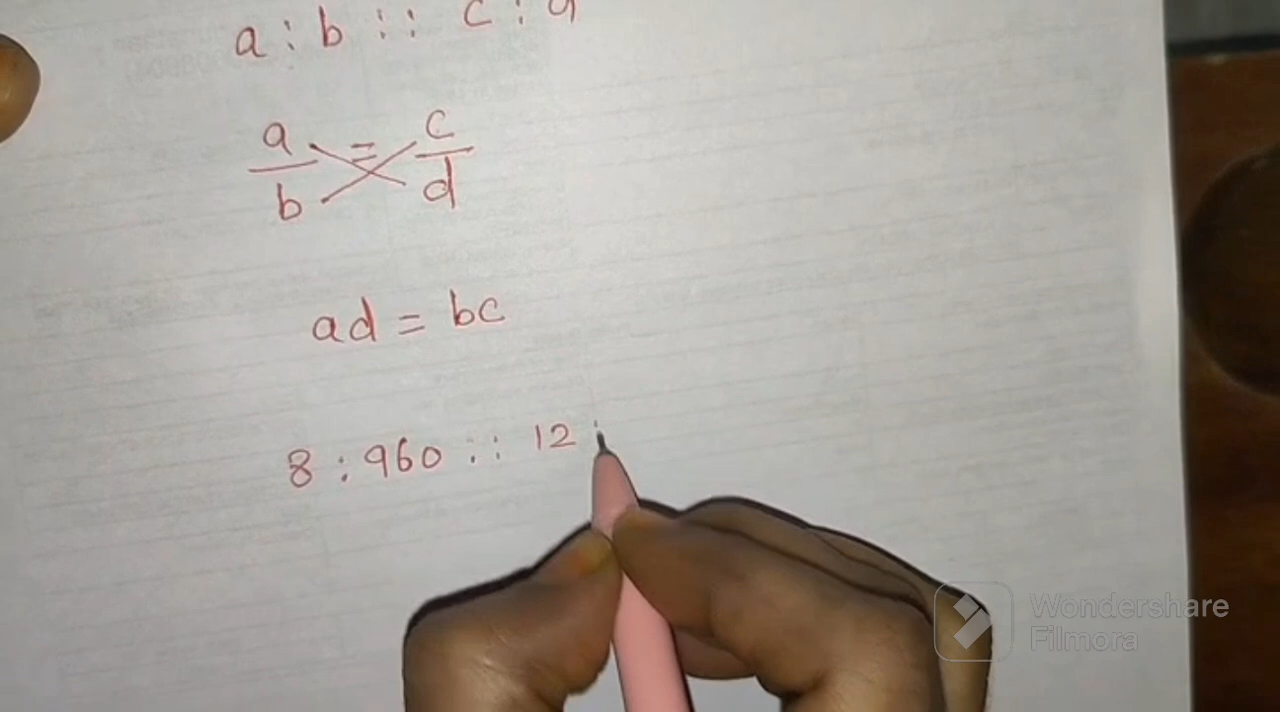 a : b : : c : d
a/b = c/d
ad = bc
8 : 960 : : 12 :
Wondershare
Filmora